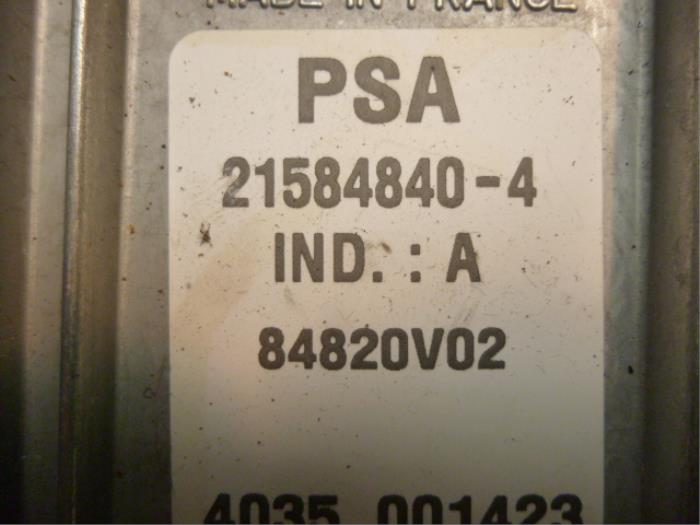 MADE IN FRANCE
PSA
21584840-4
IND. : A
84820V02
4035 001423